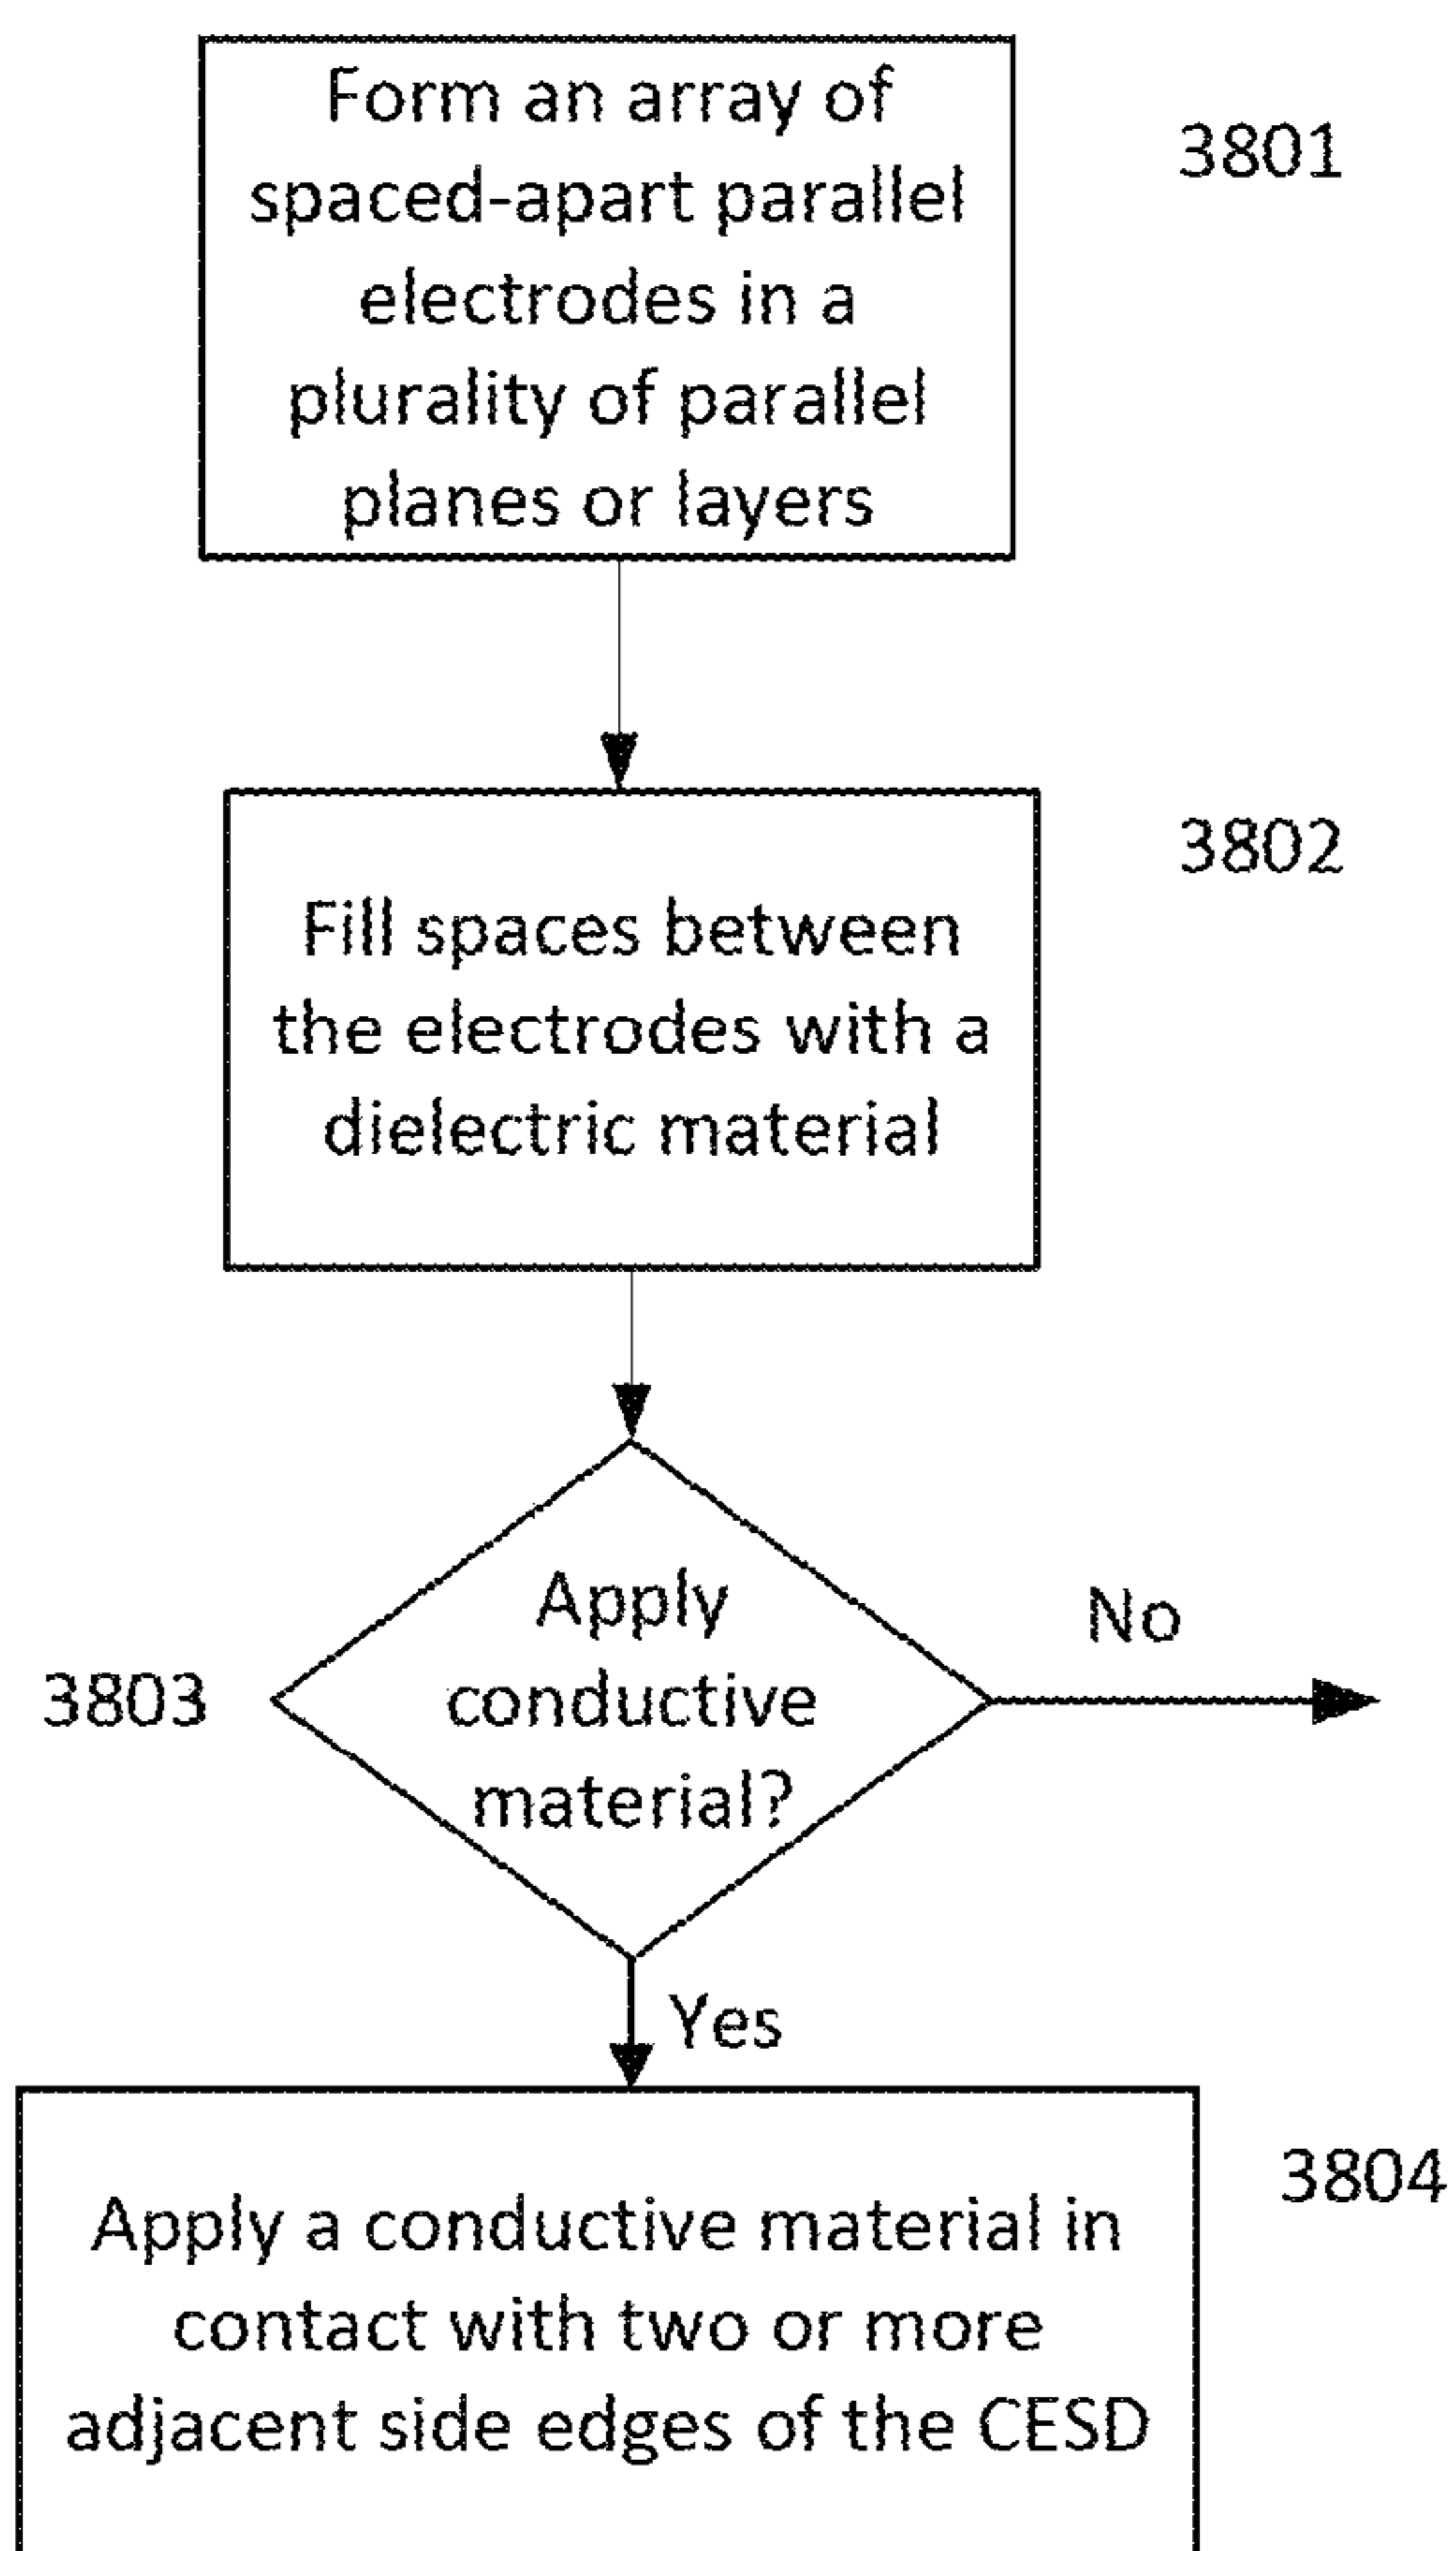 Form an array of
spaced-apart parallel
electrodes in a
plurality of parallel
planes or layers
3801
Fill spaces between
the electrodes with a
dielectric material
3802
Apply
conductive
material?
3803
No
Yes
Apply a conductive material in
contact with two or more
adjacent side edges of the CESD
3804